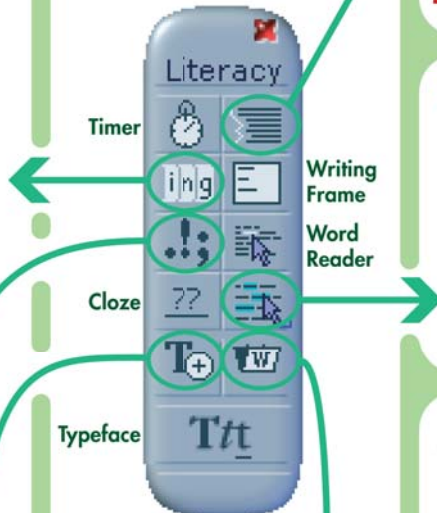 Literacy
Timer
ing
Writing
Frame
.!:;
Word
Reader
Cloze
??
T+
W
Typeface
Ttt